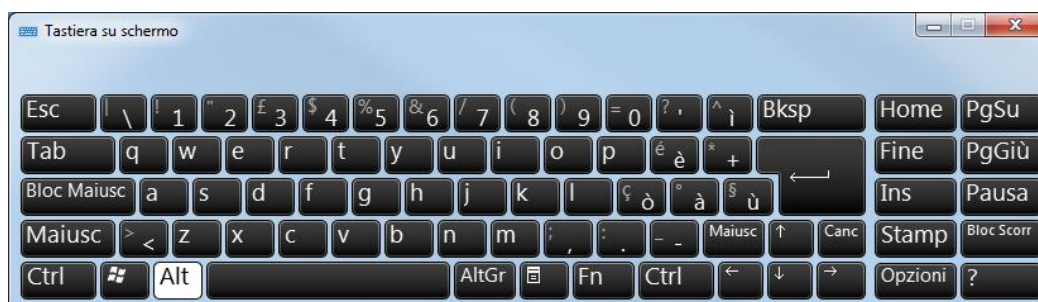 Tastiera su schermo
Esc | \ ! 1 " 2 £ 3 $ 4 % 5 & 6 / 7 ( 8 ) 9 = 0 ? ' ^ ì Bksp Home PgSu
Tab q w e r t y u i o p é è * + Fine PgGiù
Bloc Maiusc a s d f g h j k l ç ò ° à § ù Ins Pausa
Maiusc > < z x c v b n m ; , : . _ - Maiusc ↑ Canc Stamp Bloc Scorr
Ctrl Alt AltGr Fn Ctrl ← ↓ → Opzioni ?